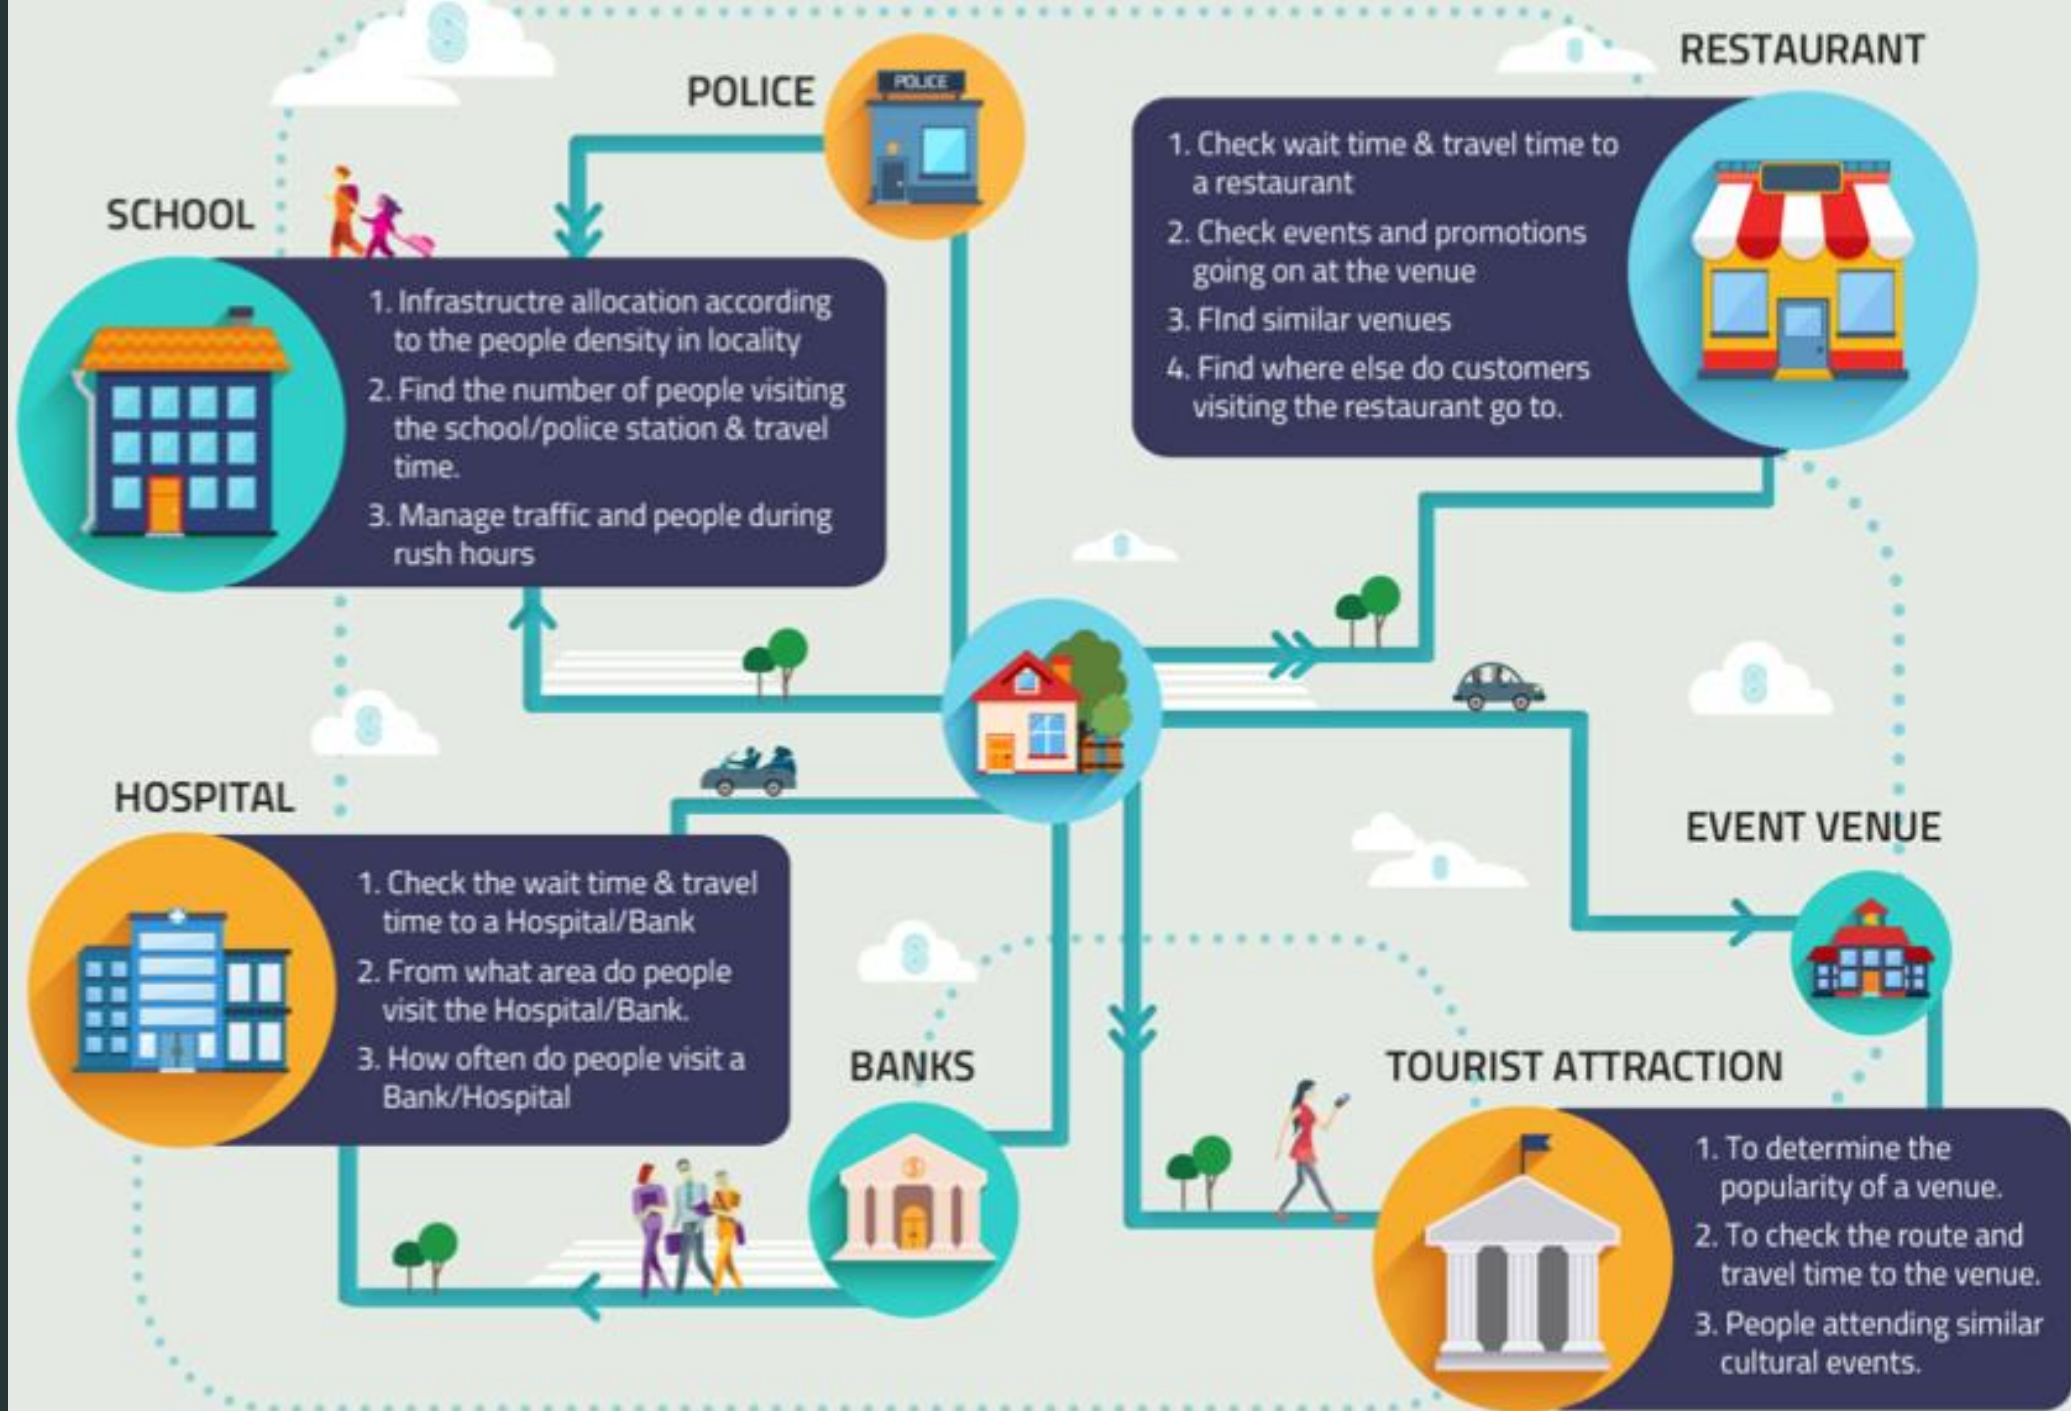 POLICE
POLICE
SCHOOL
1. Infrastructre allocation according
to the people density in locality
2. Find the number of people visiting
the school/police station & travel
time.
3. Manage traffic and people during
rush hours
RESTAURANT
1. Check wait time & travel time to
a restaurant
2. Check events and promotions
going on at the venue
3. FInd similar venues
4. Find where else do customers
visiting the restaurant go to.
HOSPITAL
1. Check the wait time & travel
time to a Hospital/Bank
2. From what area do people
visit the Hospital/Bank.
3. How often do people visit a
Bank/Hospital
BANKS
$
EVENT VENUE
TOURIST ATTRACTION
1. To determine the
popularity of a venue.
2. To check the route and
travel time to the venue.
3. People attending similar
cultural events.